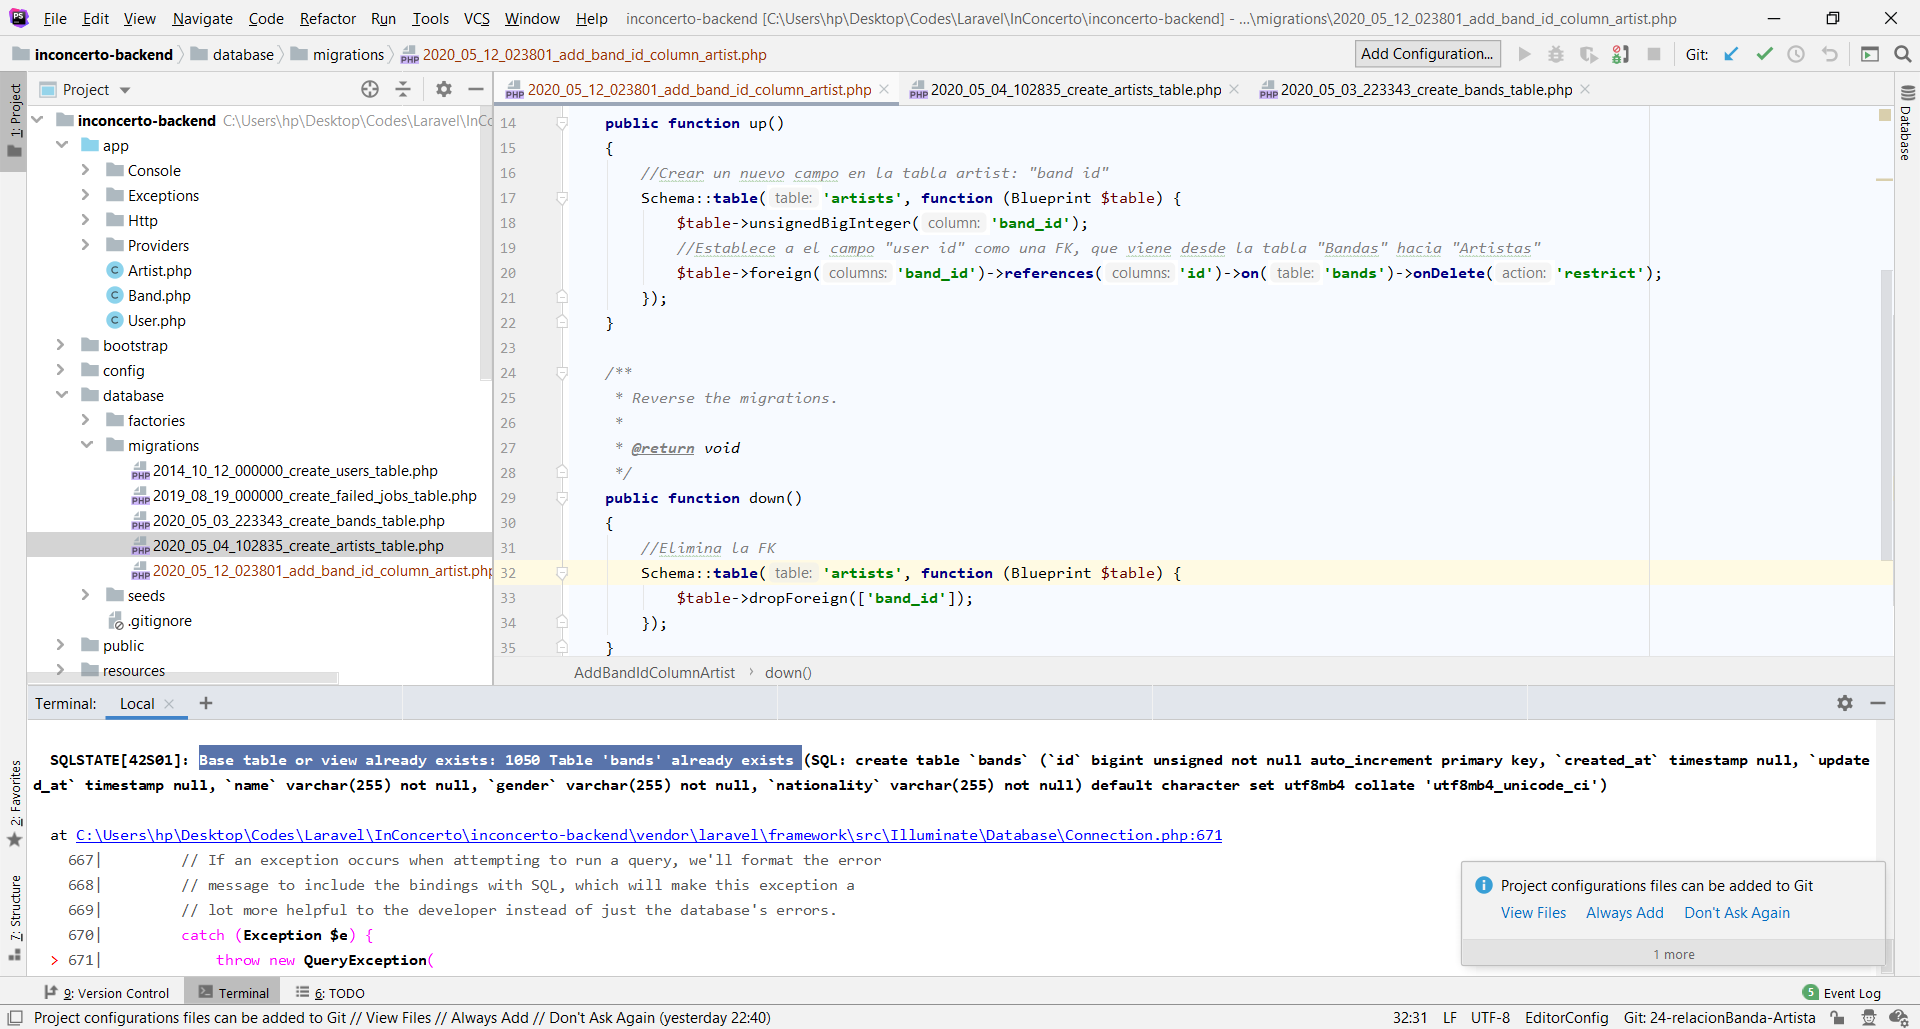 File Edit View Navigate Code Refactor Run Tools VCS Window Help inconcerto-backend [C:\Users\hp\Desktop\Codes\Laravel\InConcerto\inconcerto-backend] - ...\migrations\2020_05_12_023801_add_band_id_column_artist.php
inconcerto-backend database migrations 2020_05_12_023801_add_band_id_column_artist.php Add Configuration... Git:
1: Project
Project
2020_05_12_023801_add_band_id_column_artist.php 2020_05_04_102835_create_artists_table.php 2020_05_03_223343_create_bands_table.php
Database
inconcerto-backend C:\Users\hp\Desktop\Codes\Laravel\InCo
app
Console
Exceptions
Http
Providers
Artist.php
Band.php
User.php
bootstrap
config
database
factories
migrations
2014_10_12_000000_create_users_table.php
2019_08_19_000000_create_failed_jobs_table.php
2020_05_03_223343_create_bands_table.php
2020_05_04_102835_create_artists_table.php
2020_05_12_023801_add_band_id_column_artist.php
seeds
.gitignore
public
resources
14 public function up()
15 {
16 //Crear un nuevo campo en la tabla artist: "band id"
17 Schema::table( table: 'artists', function (Blueprint $table) {
18 $table->unsignedBigInteger( column: 'band_id');
19 //Establece a el campo "user id" como una FK, que viene desde la tabla "Bandas" hacia "Artistas"
20 $table->foreign( columns: 'band_id')->references( columns: 'id')->on( table: 'bands')->onDelete( action: 'restrict');
21 });
22 }
23
24 /**
25 * Reverse the migrations.
26 *
27 * @return void
28 */
29 public function down()
30 {
31 //Elimina la FK
32 Schema::table( table: 'artists', function (Blueprint $table) {
33 $table->dropForeign(['band_id']);
34 });
35 }
AddBandIdColumnArtist › down()
Terminal: Local
SQLSTATE[42S01]: Base table or view already exists: 1050 Table 'bands' already exists (SQL: create table `bands` (`id` bigint unsigned not null auto_increment primary key, `created_at` timestamp null, `update
d_at` timestamp null, `name` varchar(255) not null, `gender` varchar(255) not null, `nationality` varchar(255) not null) default character set utf8mb4 collate 'utf8mb4_unicode_ci')
at C:\Users\hp\Desktop\Codes\Laravel\InConcerto\inconcerto-backend\vendor\laravel\framework\src\Illuminate\Database\Connection.php:671
667| // If an exception occurs when attempting to run a query, we'll format the error
668| // message to include the bindings with SQL, which will make this exception a
669| // lot more helpful to the developer instead of just the database's errors.
670| catch (Exception $e) {
> 671| throw new QueryException(
2: Favorites
7: Structure
Project configurations files can be added to Git
View Files Always Add Don't Ask Again
1 more
9: Version Control Terminal 6: TODO 5 Event Log
Project configurations files can be added to Git // View Files // Always Add // Don't Ask Again (yesterday 22:40) 32:31 LF UTF-8 EditorConfig Git: 24-relacionBanda-Artista